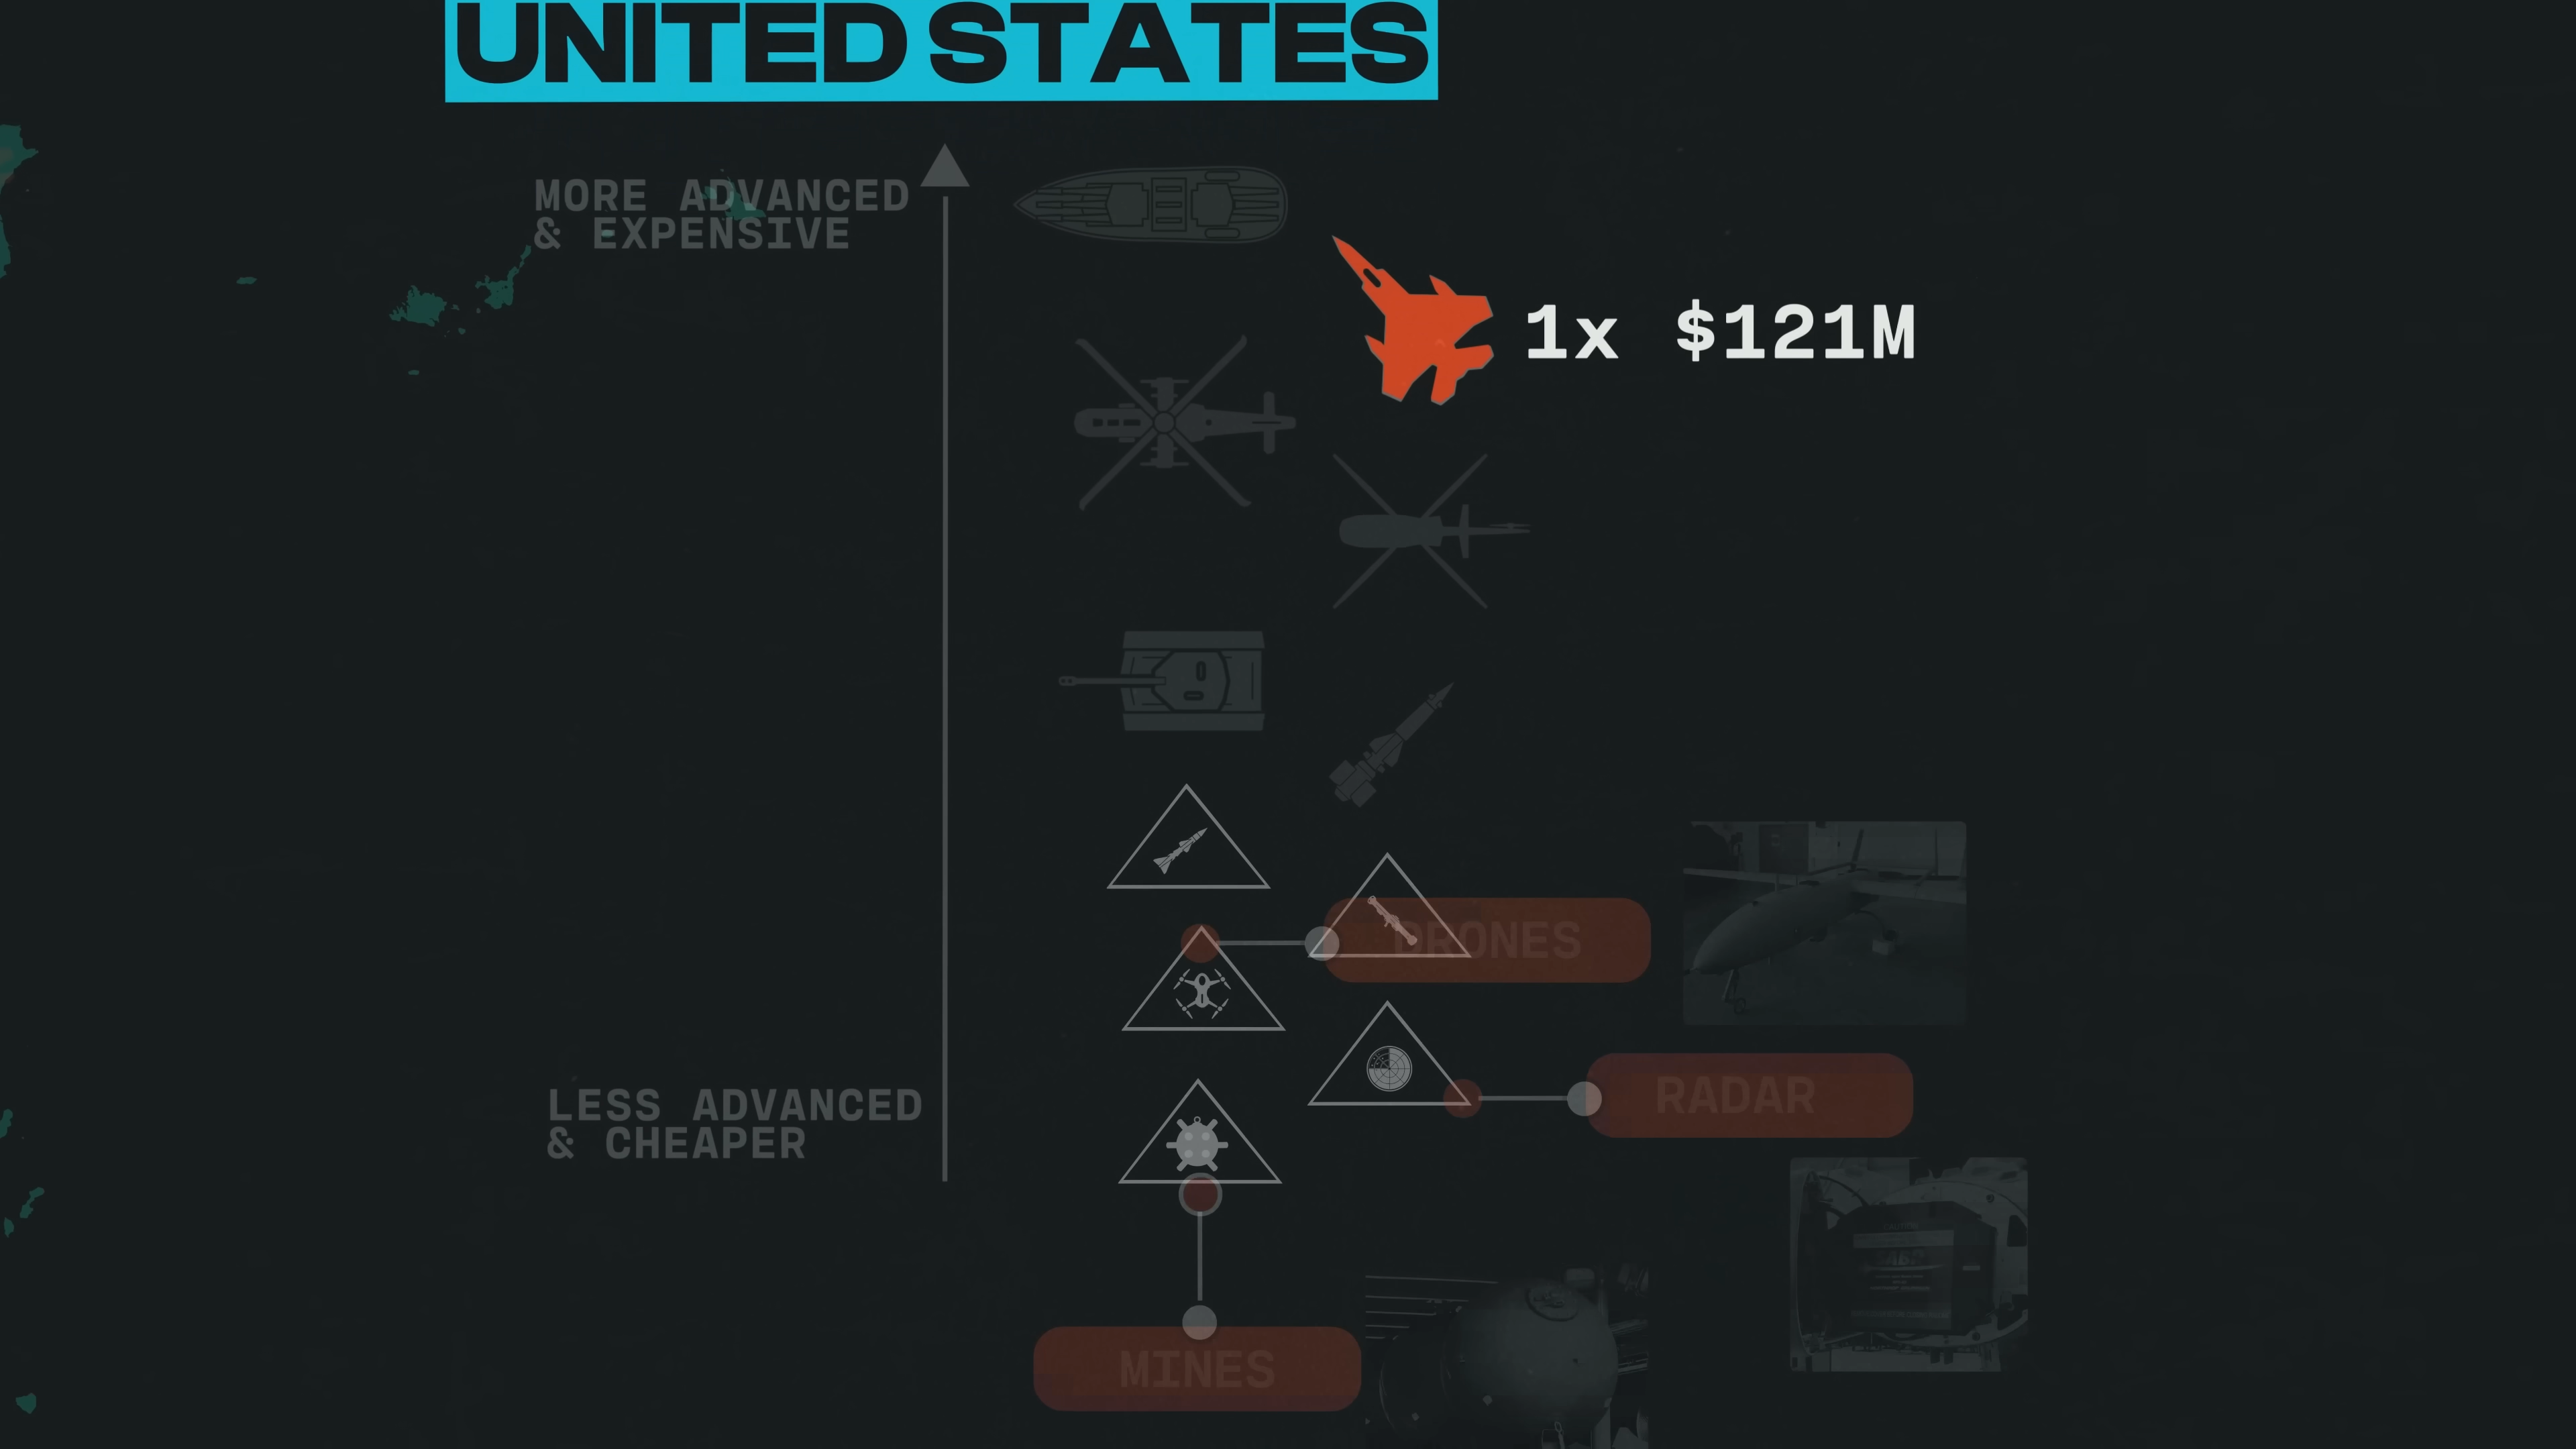 UNITED STATES
MORE ADVANCED
& EXPENSIVE
1x $121M
DRONES
RADAR
LESS ADVANCED
& CHEAPER
MINES